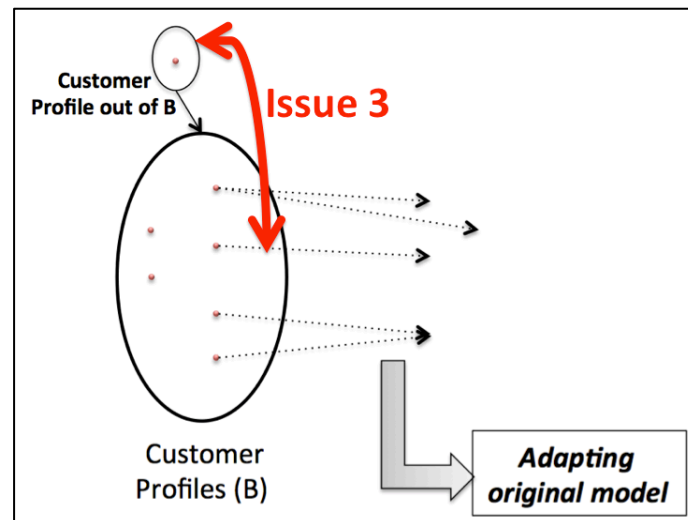 Customer
Profile out of B
Issue 3
Customer
Profiles (B)
Adapting
original model